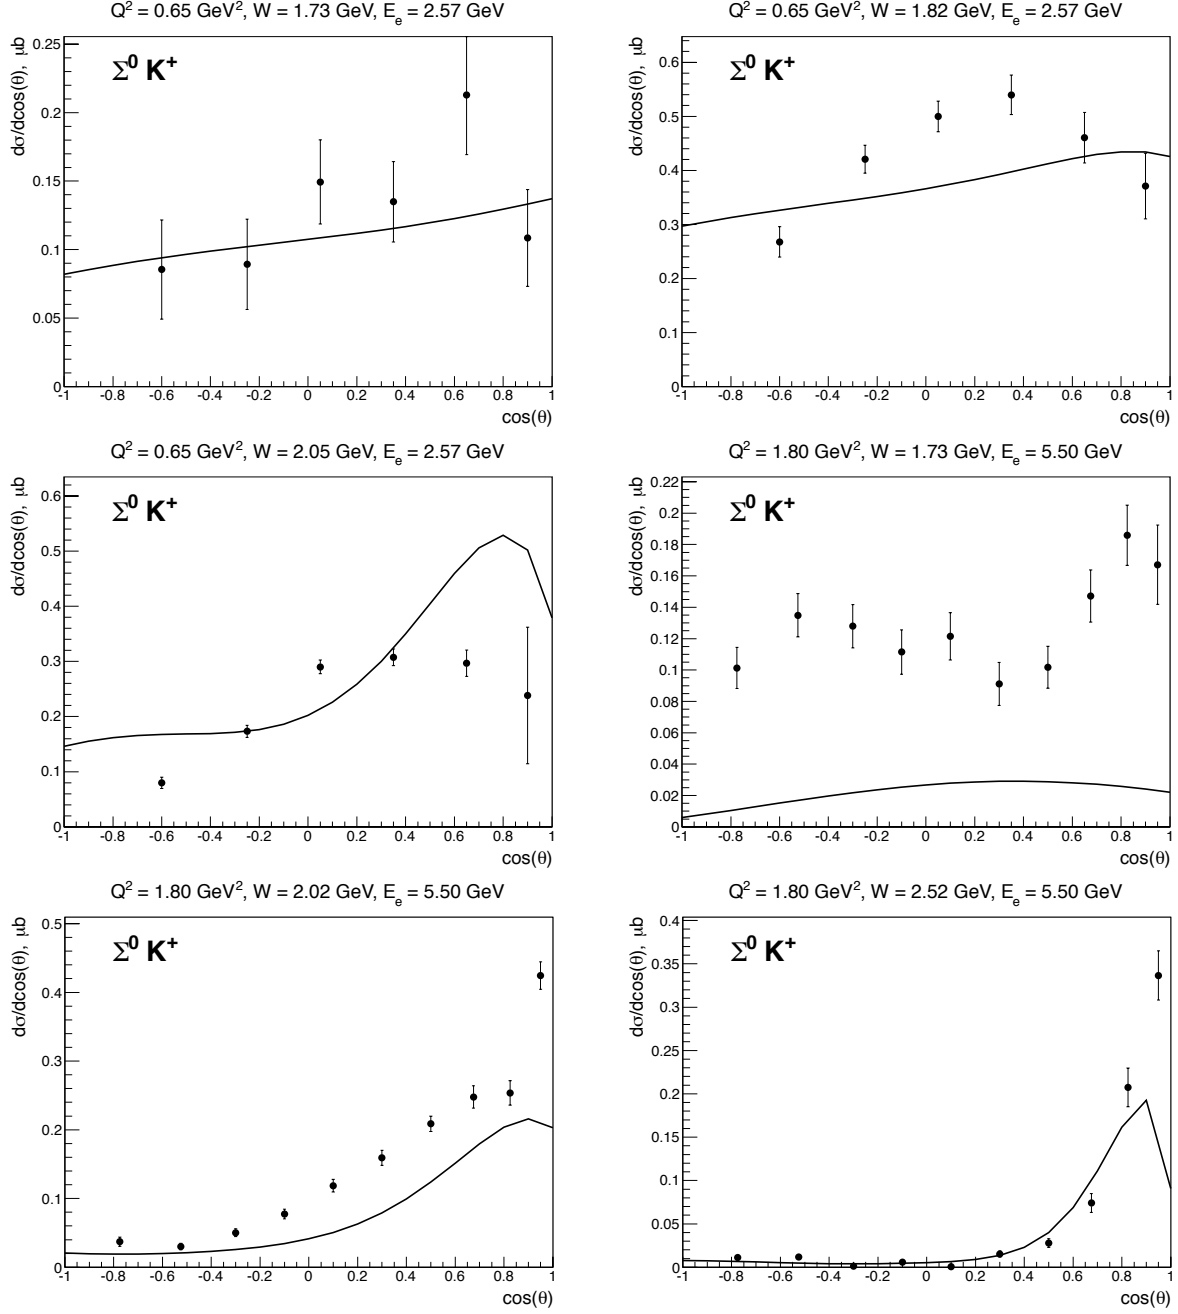 Q² = 0.65 GeV², W = 1.73 GeV, Eₑ = 2.57 GeV
dσ/dcos(θ), μb
Σ⁰ K⁺
0.25
0.2
0.15
0.1
0.05
0
-1 -0.8 -0.6 -0.4 -0.2 0 0.2 0.4 0.6 0.8 1
cos(θ)
Q² = 0.65 GeV², W = 1.82 GeV, Eₑ = 2.57 GeV
dσ/dcos(θ), μb
Σ⁰ K⁺
0.6
0.5
0.4
0.3
0.2
0.1
0
-1 -0.8 -0.6 -0.4 -0.2 0 0.2 0.4 0.6 0.8 1
cos(θ)
Q² = 0.65 GeV², W = 2.05 GeV, Eₑ = 2.57 GeV
dσ/dcos(θ), μb
Σ⁰ K⁺
0.6
0.5
0.4
0.3
0.2
0.1
0
-1 -0.8 -0.6 -0.4 -0.2 0 0.2 0.4 0.6 0.8 1
cos(θ)
Q² = 1.80 GeV², W = 1.73 GeV, Eₑ = 5.50 GeV
dσ/dcos(θ), μb
Σ⁰ K⁺
0.22
0.2
0.18
0.16
0.14
0.12
0.1
0.08
0.06
0.04
0.02
0
-1 -0.8 -0.6 -0.4 -0.2 0 0.2 0.4 0.6 0.8 1
cos(θ)
Q² = 1.80 GeV², W = 2.02 GeV, Eₑ = 5.50 GeV
dσ/dcos(θ), μb
Σ⁰ K⁺
0.5
0.4
0.3
0.2
0.1
0
-1 -0.8 -0.6 -0.4 -0.2 0 0.2 0.4 0.6 0.8 1
cos(θ)
Q² = 1.80 GeV², W = 2.52 GeV, Eₑ = 5.50 GeV
dσ/dcos(θ), μb
Σ⁰ K⁺
0.4
0.35
0.3
0.25
0.2
0.15
0.1
0.05
0
-1 -0.8 -0.6 -0.4 -0.2 0 0.2 0.4 0.6 0.8 1
cos(θ)